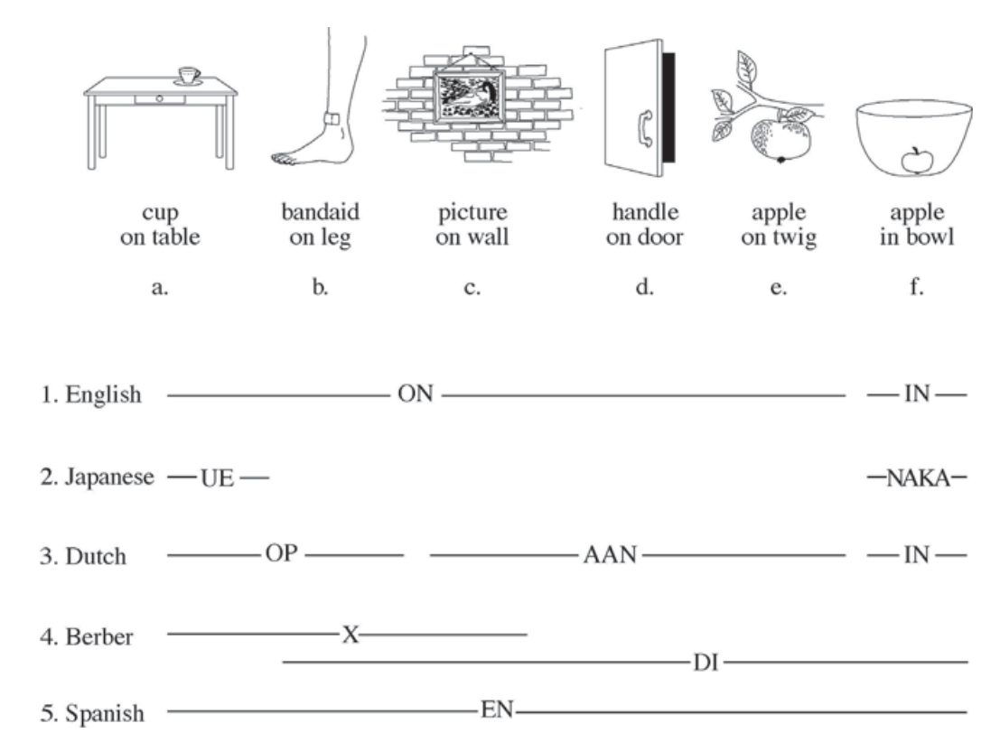 cup bandaid picture handle apple apple
on table on leg on wall on door on twig in bowl
a. b. c. d. e. f.
1. English ON IN
2. Japanese UE NAKA
3. Dutch OP AAN IN
4. Berber X
DI
5. Spanish EN